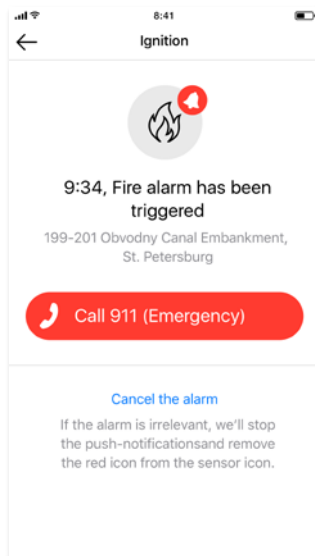 8:41
Ignition
9:34, Fire alarm has been
triggered
199-201 Obvodny Canal Embankment,
St. Petersburg
Call 911 (Emergency)
Cancel the alarm
If the alarm is irrelevant, we'll stop
the push-notificationsand remove
the red icon from the sensor icon.